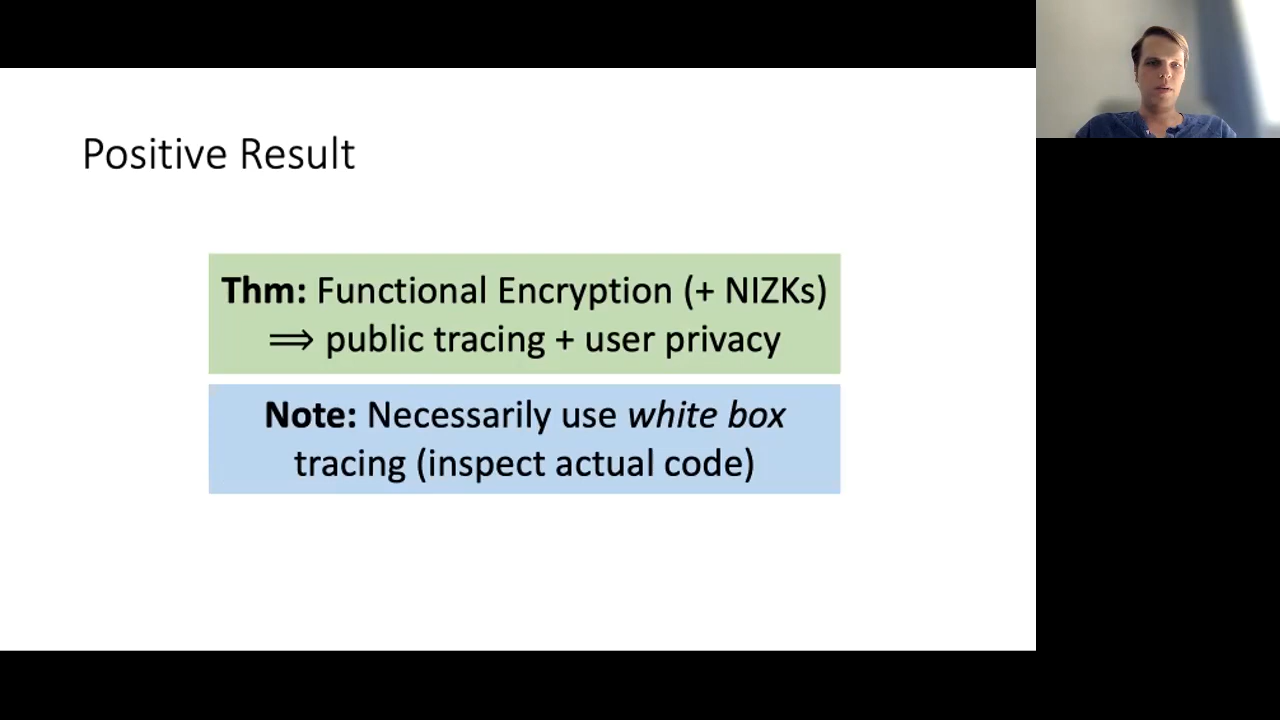 Positive Result
Thm: Functional Encryption (+ NIZKs)
⟹ public tracing + user privacy
Note: Necessarily use white box
tracing (inspect actual code)